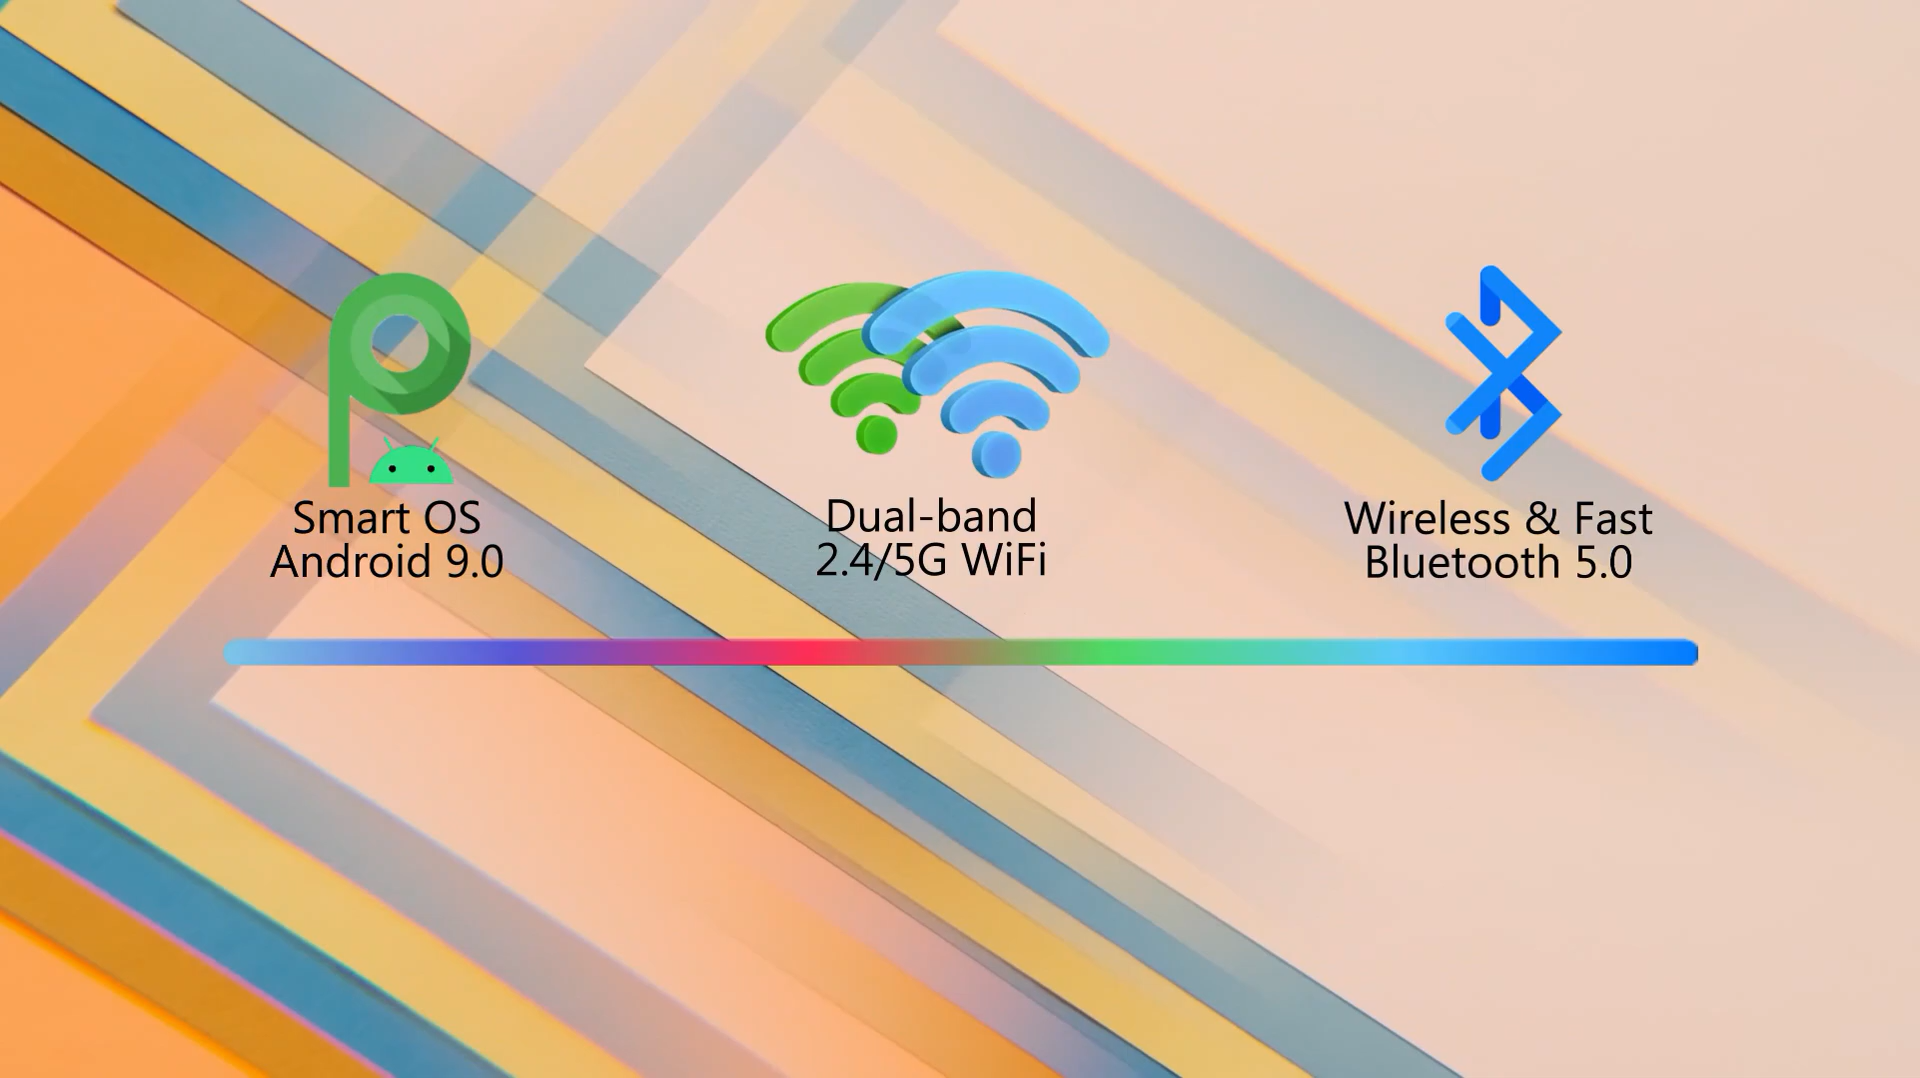 Smart OS
Android 9.0
Dual-band
2.4/5G WiFi
Wireless & Fast
Bluetooth 5.0